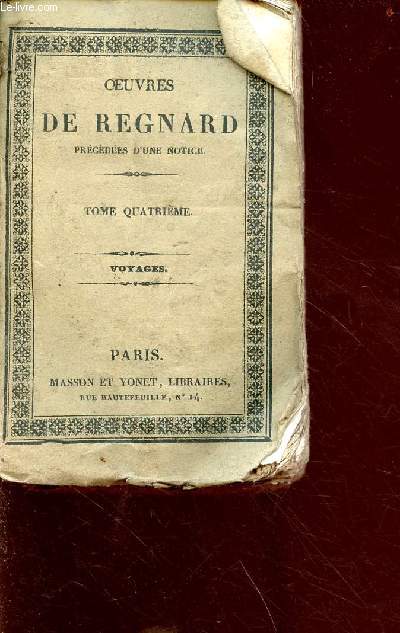 Le-livre.com
ŒUVRES
DE REGNARD
PRÉCÉDÉES D'UNE NOTICE.
TOME QUATRIÈME.
VOYAGES.
PARIS.
MASSON ET YONET, LIBRAIRES,
RUE HAUTEFEUILLE, N° 14.